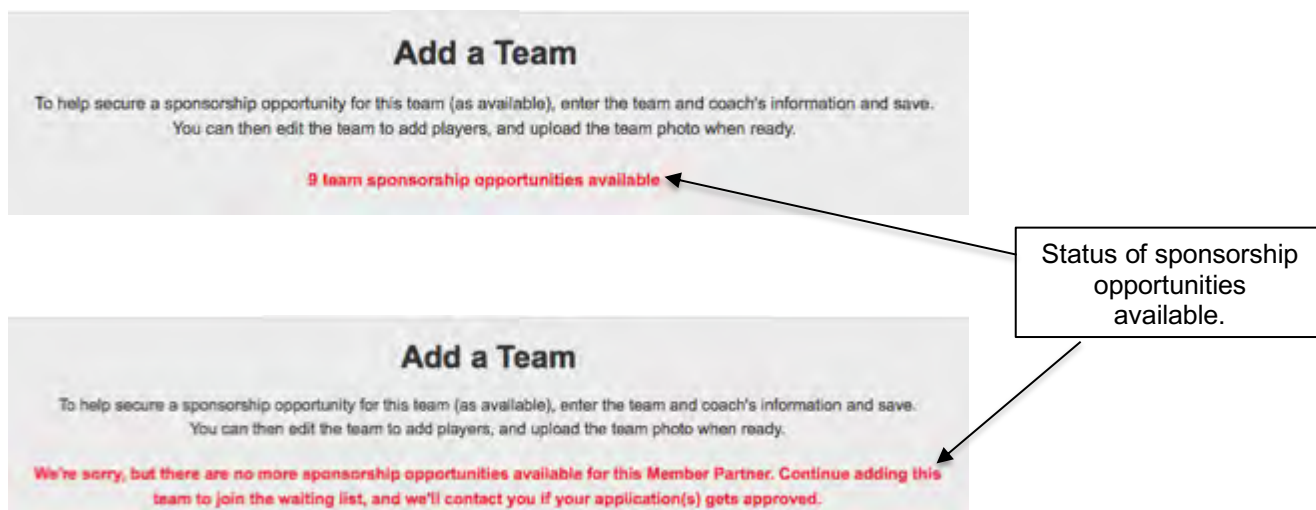 Add a Team
To help secure a sponsorship opportunity for this team (as available), enter the team and coach's information and save.
You can then edit the team to add players, and upload the team photo when ready.
9 team sponsorship opportunities available
Status of sponsorship
opportunities
available.
Add a Team
To help secure a sponsorship opportunity for this team (as available), enter the team and coach's information and save.
You can then edit the team to add players, and upload the team photo when ready.
We're sorry, but there are no more sponsorship opportunities available for this Member Partner. Continue adding this
team to join the waiting list, and we'll contact you if your application(s) gets approved.